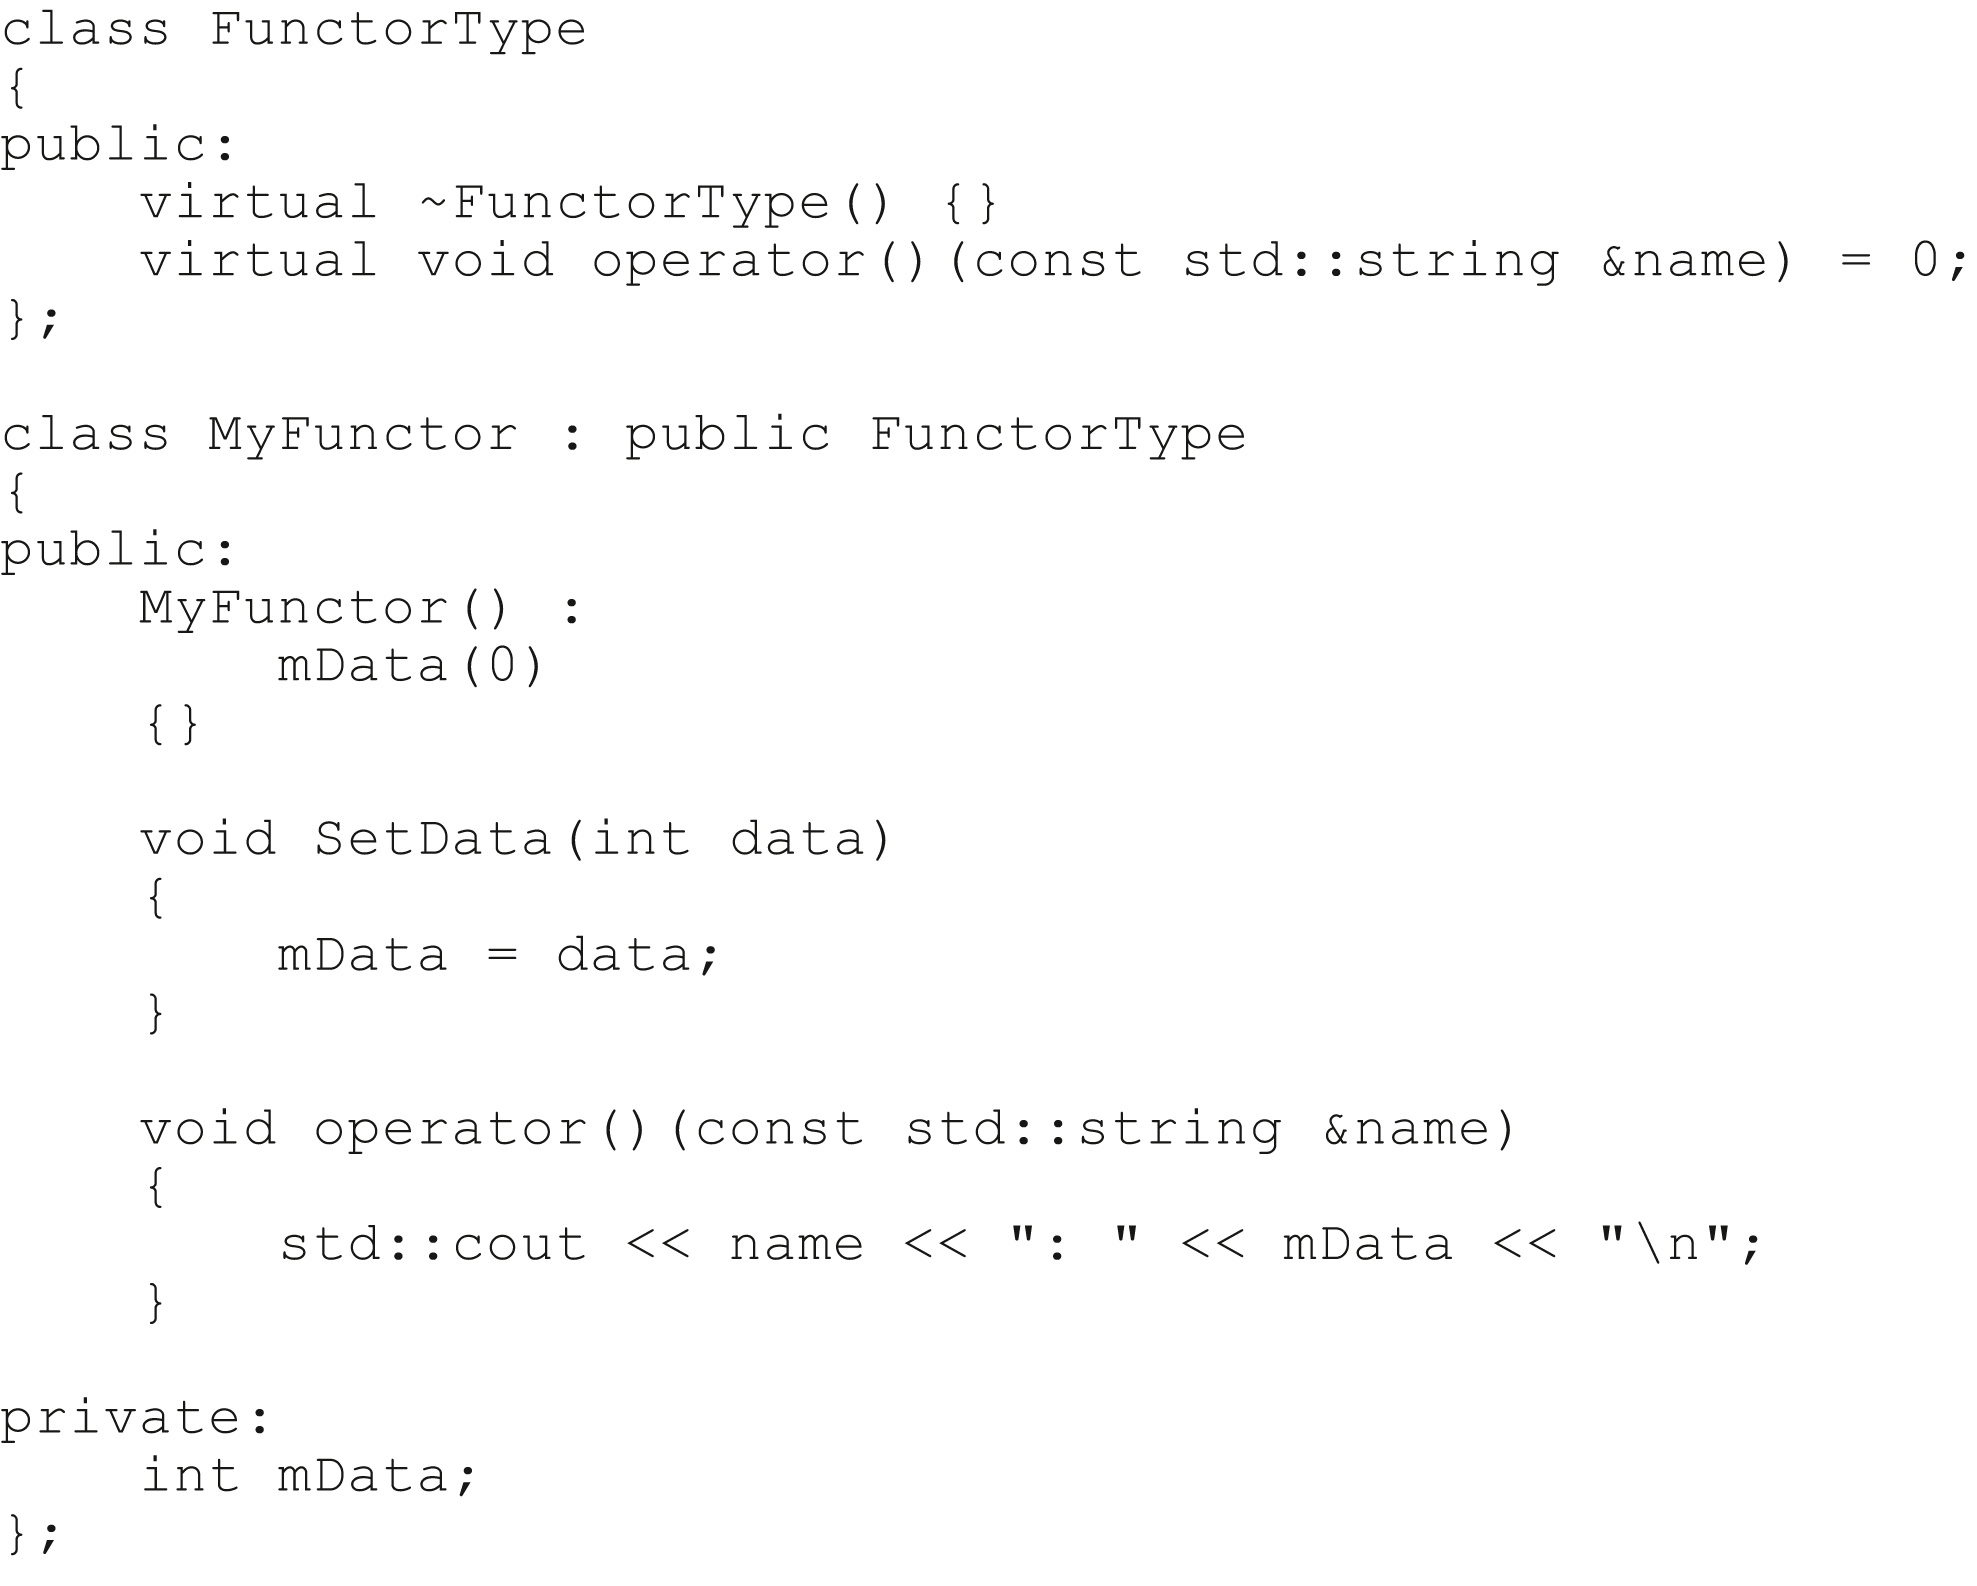 class FunctorType
{
public:
    virtual ~FunctorType() {}
    virtual void operator()(const std::string &name) = 0;
};

class MyFunctor : public FunctorType
{
public:
    MyFunctor() :
        mData(0)
    {}

    void SetData(int data)
    {
        mData = data;
    }

    void operator()(const std::string &name)
    {
        std::cout << name << ": " << mData << "\n";
    }

private:
    int mData;
};